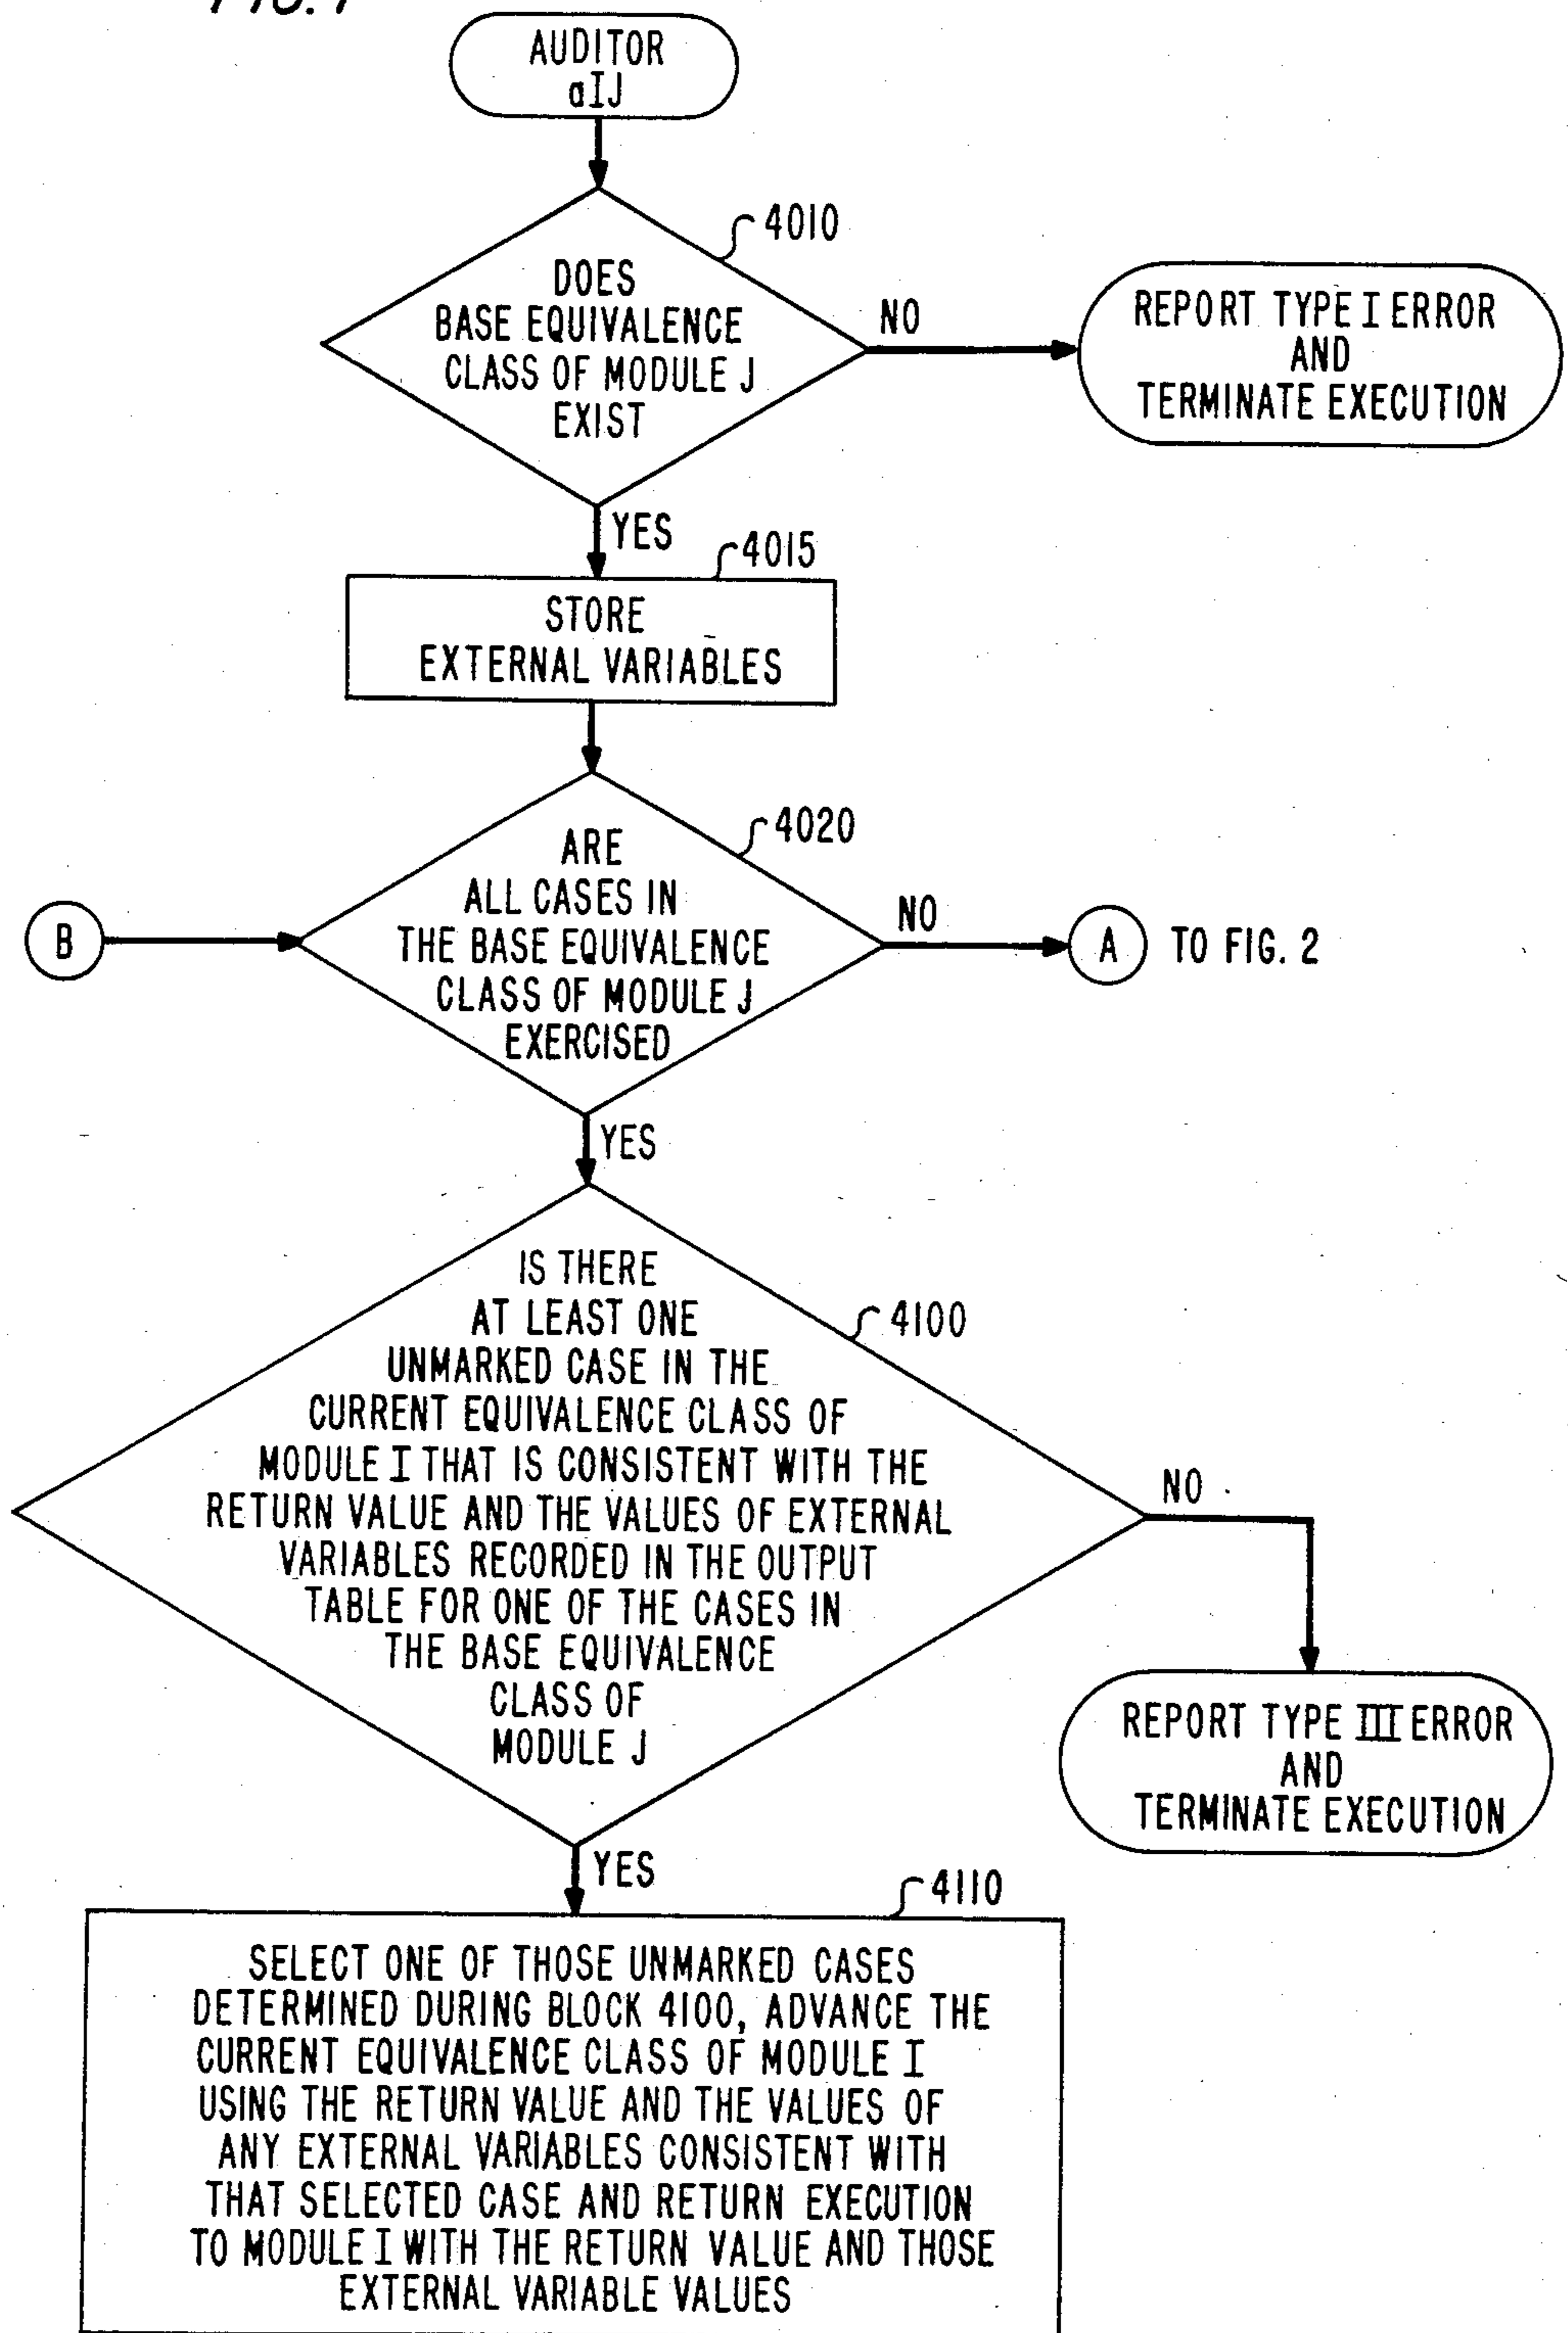 FIG. 1
AUDITOR
aIJ
4010
DOES
BASE EQUIVALENCE
CLASS OF MODULE J
EXIST
NO
REPORT TYPE I ERROR
AND
TERMINATE EXECUTION
YES
4015
STORE
EXTERNAL VARIABLES
4020
ARE
ALL CASES IN
THE BASE EQUIVALENCE
CLASS OF MODULE J
EXERCISED
B
NO
A TO FIG. 2
YES
4100
IS THERE
AT LEAST ONE
UNMARKED CASE IN THE
CURRENT EQUIVALENCE CLASS OF
MODULE I THAT IS CONSISTENT WITH THE
RETURN VALUE AND THE VALUES OF EXTERNAL
VARIABLES RECORDED IN THE OUTPUT
TABLE FOR ONE OF THE CASES IN
THE BASE EQUIVALENCE
CLASS OF
MODULE J
NO
REPORT TYPE III ERROR
AND
TERMINATE EXECUTION
YES
4110
SELECT ONE OF THOSE UNMARKED CASES
DETERMINED DURING BLOCK 4100, ADVANCE THE
CURRENT EQUIVALENCE CLASS OF MODULE I
USING THE RETURN VALUE AND THE VALUES OF
ANY EXTERNAL VARIABLES CONSISTENT WITH
THAT SELECTED CASE AND RETURN EXECUTION
TO MODULE I WITH THE RETURN VALUE AND THOSE
EXTERNAL VARIABLE VALUES